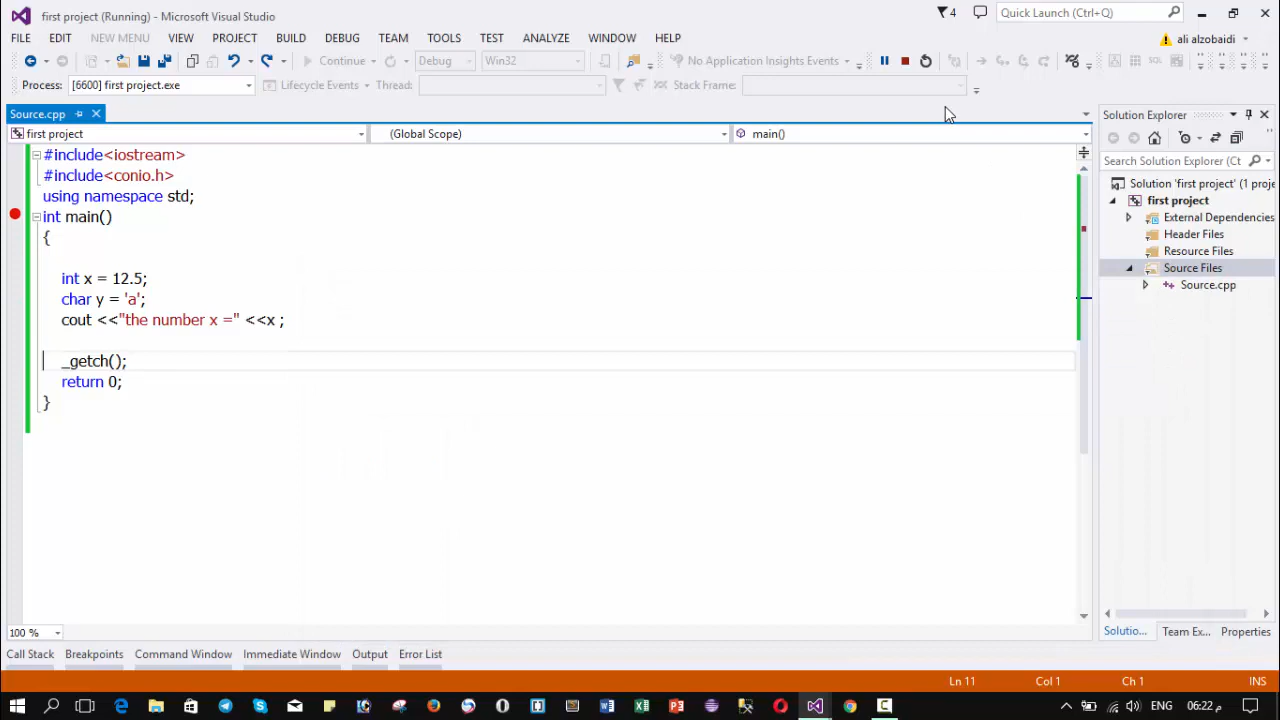 first project (Running) - Microsoft Visual Studio
4
Quick Launch (Ctrl+Q)
FILE EDIT NEW MENU VIEW PROJECT BUILD DEBUG TEAM TOOLS TEST ANALYZE WINDOW HELP
ali alzobaidi
Continue Debug Win32 No Application Insights Events
Process: [6600] first project.exe Lifecycle Events Thread: Stack Frame:
Source.cpp
first project (Global Scope) main()
#include<iostream>
#include<conio.h>
using namespace std;
int main()
{
int x = 12.5;
char y = 'a';
cout <<"the number x =" <<x ;
_getch();
return 0;
}
Solution Explorer
Search Solution Explorer (Ct
Solution 'first project' (1 proje
first project
External Dependencies
Header Files
Resource Files
Source Files
Source.cpp
100 %
Soluti... Team Ex... Properties
Call Stack Breakpoints Command Window Immediate Window Output Error List
Ln 11 Col 1 Ch 1 INS
ENG 06:22 م